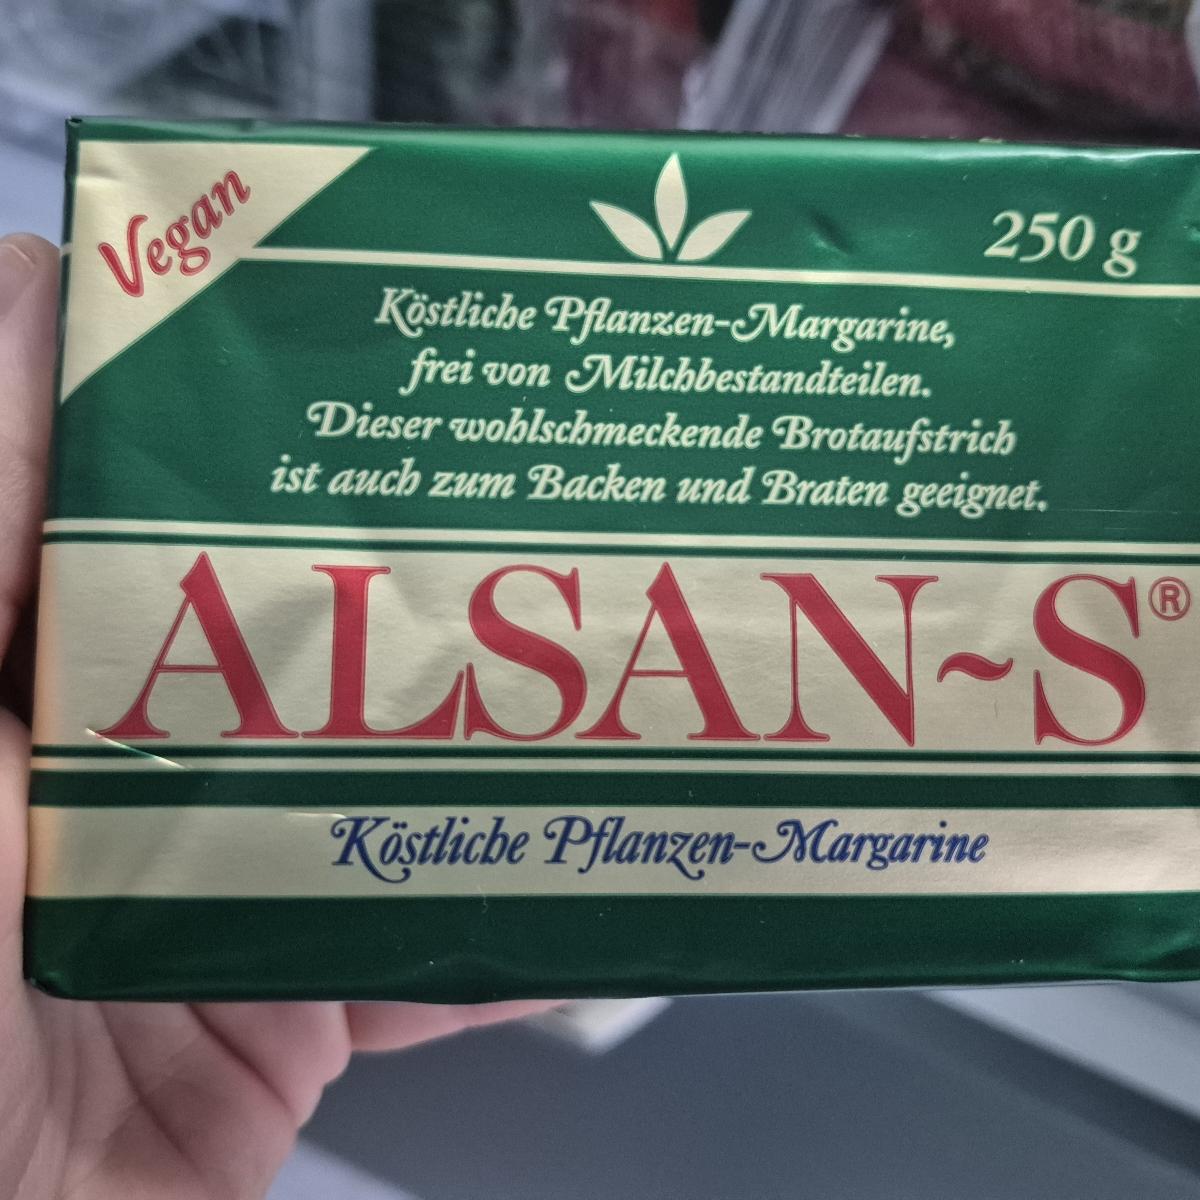 Vegan
250 g
Köstliche Pflanzen-Margarine,
frei von Milchbestandteilen.
Dieser wohlschmeckende Brotaufstrich
ist auch zum Backen und Braten geeignet.
ALSAN~S®
Köstliche Pflanzen-Margarine